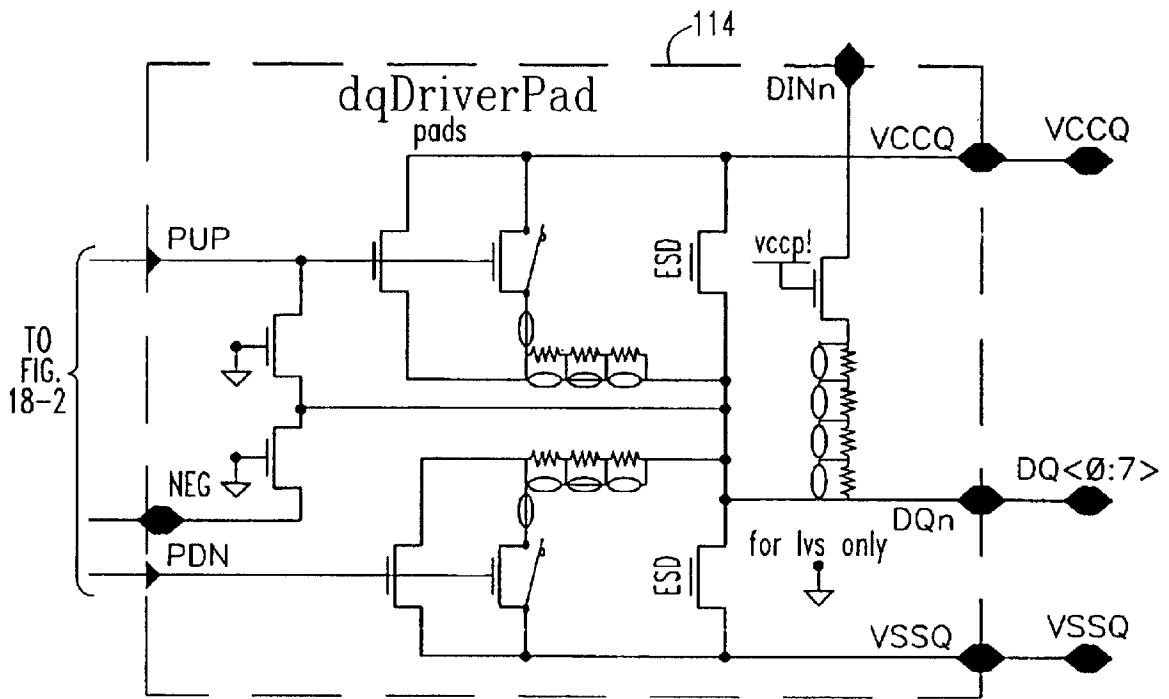 114
dqDriverPad
pads
DINn
VCCQ
VCCQ
PUP
ESD
vccp!
TO
FIG.
18-2
NEG
DQ<Ø:7>
DQn
PDN
for lvs only
ESD
VSSQ
VSSQ